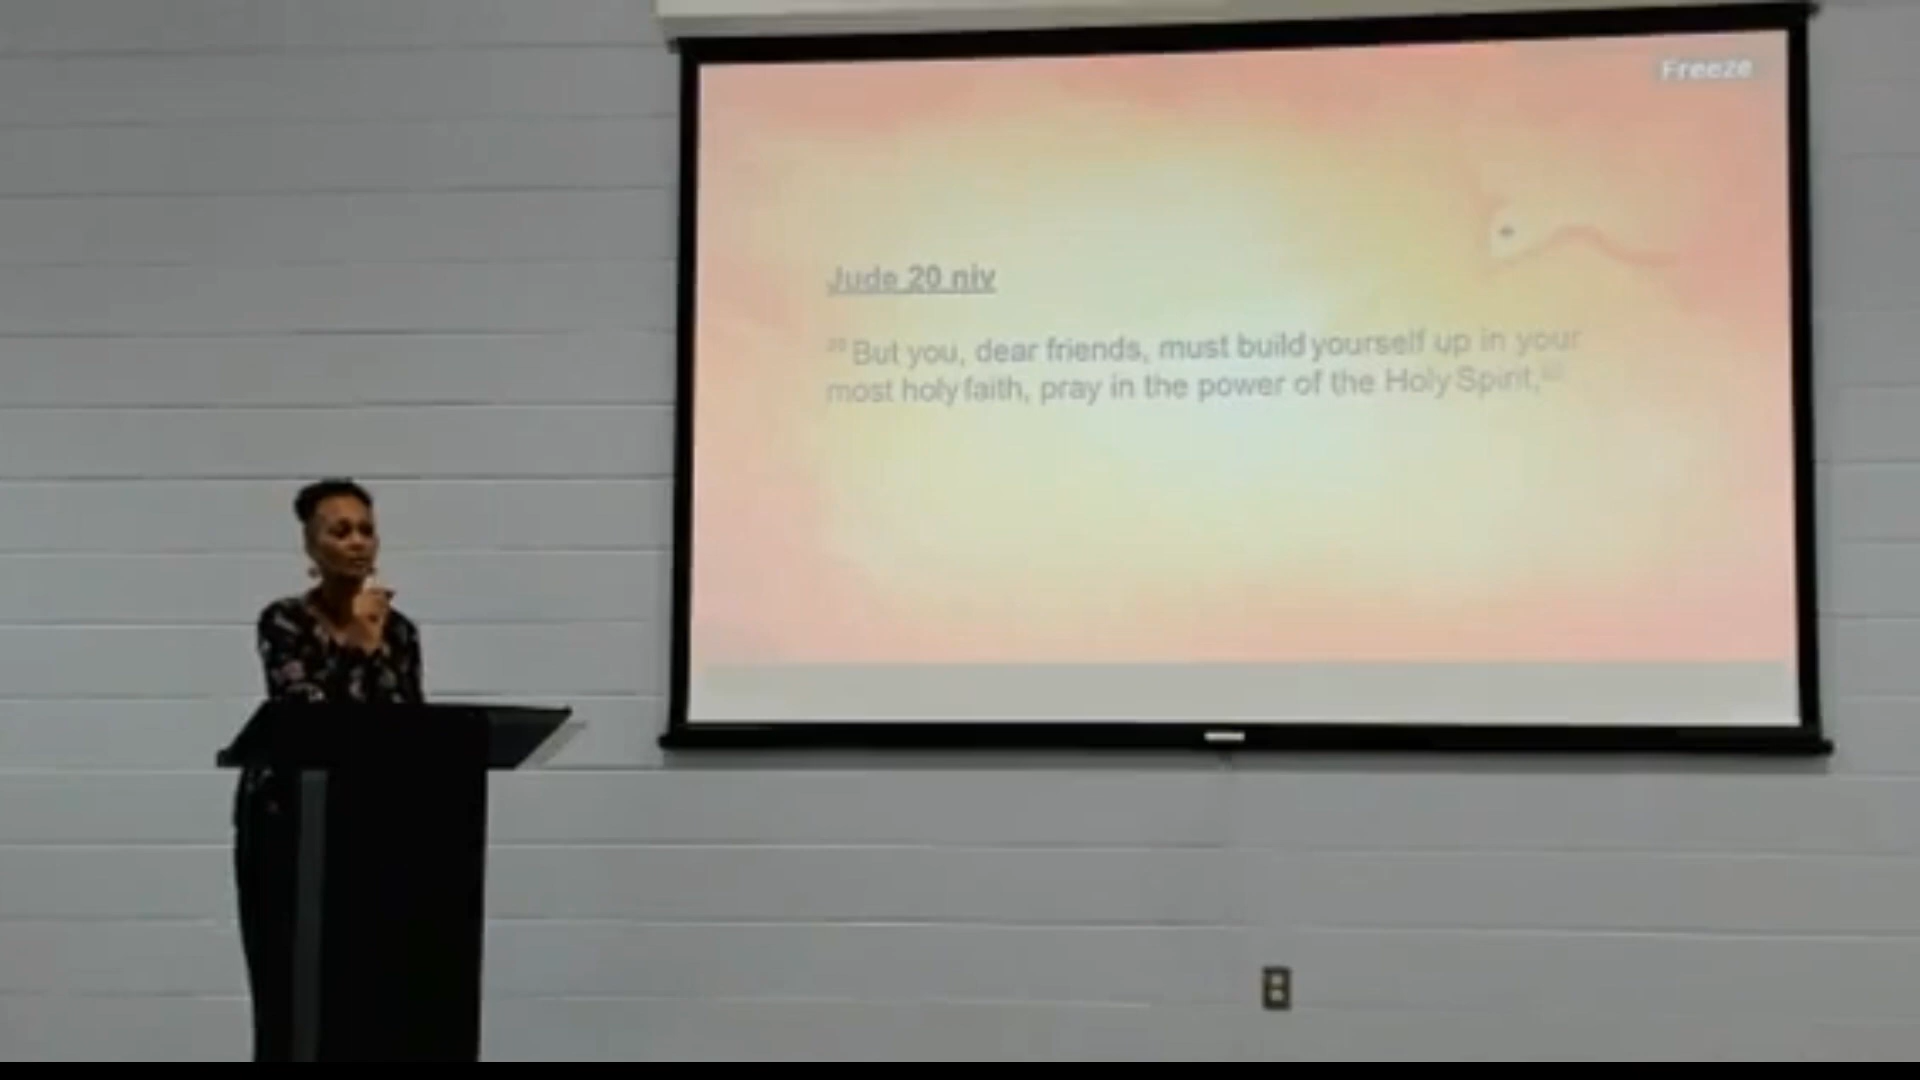 Freeze
Jude 20 niv
20 But you, dear friends, must build yourself up in your
most holy faith, pray in the power of the Holy Spirit,